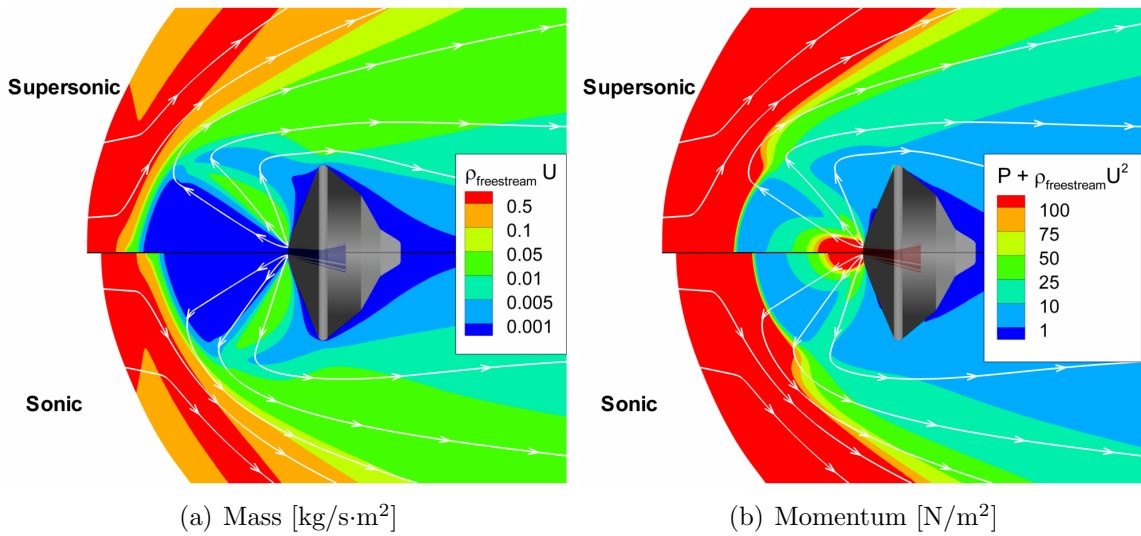 Supersonic
ρfreestream U
0.5
0.1
0.05
0.01
0.005
0.001
Sonic
(a) Mass [kg/s·m²]
Supersonic
P + ρfreestreamU²
100
75
50
25
10
1
Sonic
(b) Momentum [N/m²]